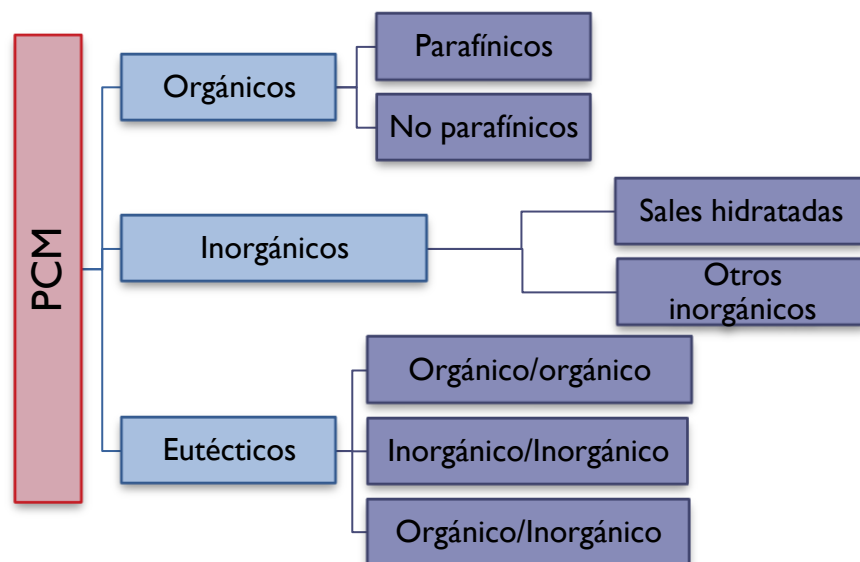 PCM
Orgánicos
Parafínicos
No parafínicos
Inorgánicos
Sales hidratadas
Otros
inorgánicos
Eutécticos
Orgánico/orgánico
Inorgánico/Inorgánico
Orgánico/Inorgánico